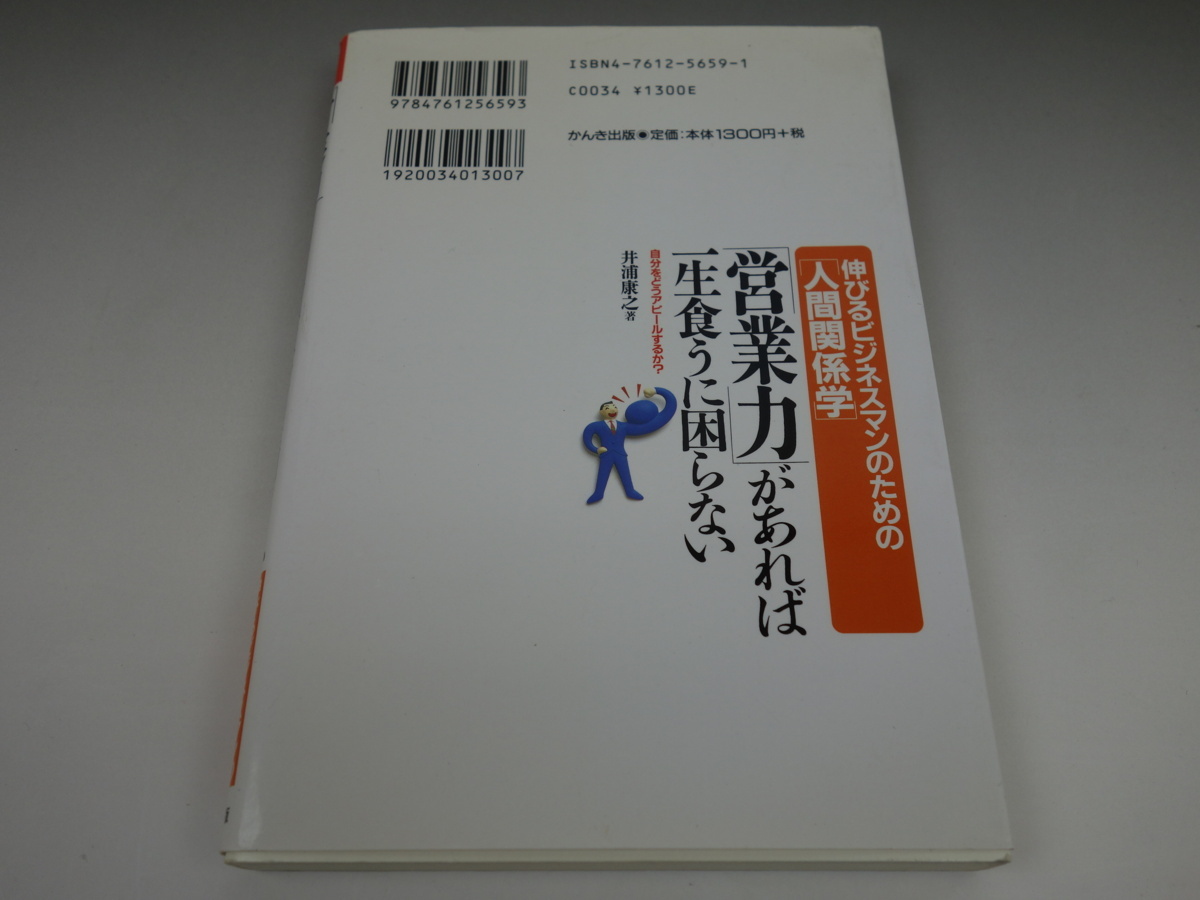 ISBN4-7612-5659-1
C0034 ¥1300E
9784761256593
かんき出版●定価:本体1300円+税
1920034013007
伸びるビジネスマンのための
「人間関係学」
「営業力」があれば
一生食うに困らない
自分をどうアピールするか?
井浦康之 著